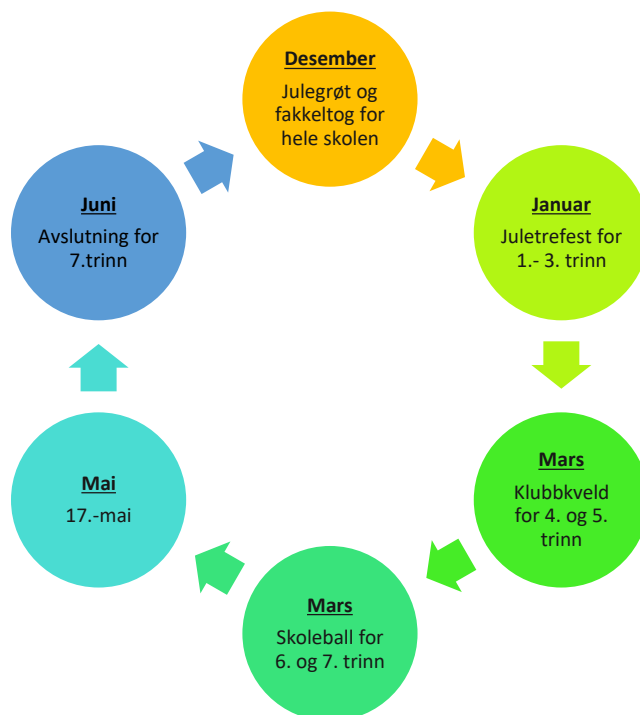 Desember
Julegrøt og
fakkeltog for
hele skolen
Januar
Juletrefest for
1.- 3. trinn
Mars
Klubbkveld
for 4. og 5.
trinn
Mars
Skoleball for
6. og 7. trinn
Mai
17.-mai
Juni
Avslutning for
7.trinn